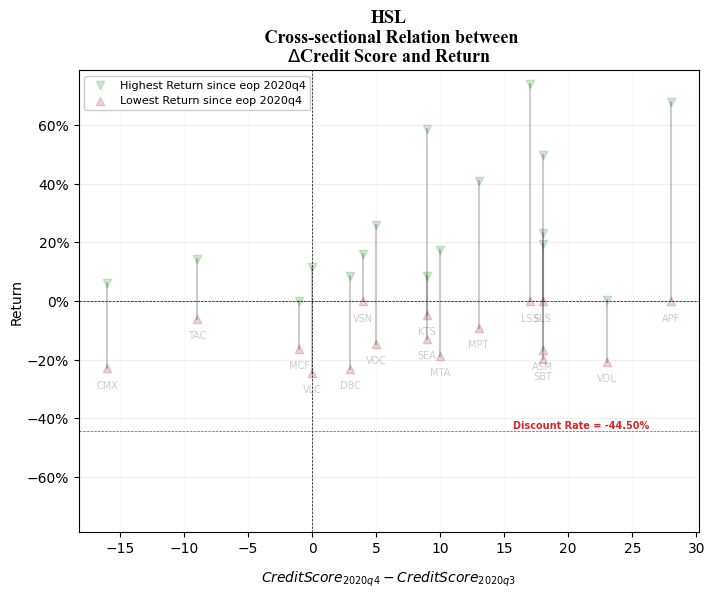 HSL
Cross-sectional Relation between
ΔCredit Score and Return
Highest Return since eop 2020q4
Lowest Return since eop 2020q4
60%
40%
20%
0%
−20%
−40%
−60%
Return
VSN
LSS
SLS
APF
TAC
KTS
MPT
SEA
VOC
MCF
MTA
ASM
SBT
VDL
CMX
DBC
Discount Rate = -44.50%
−15
−10
−5
0
5
10
15
20
25
30
CreditScore2020q4 − CreditScore2020q3